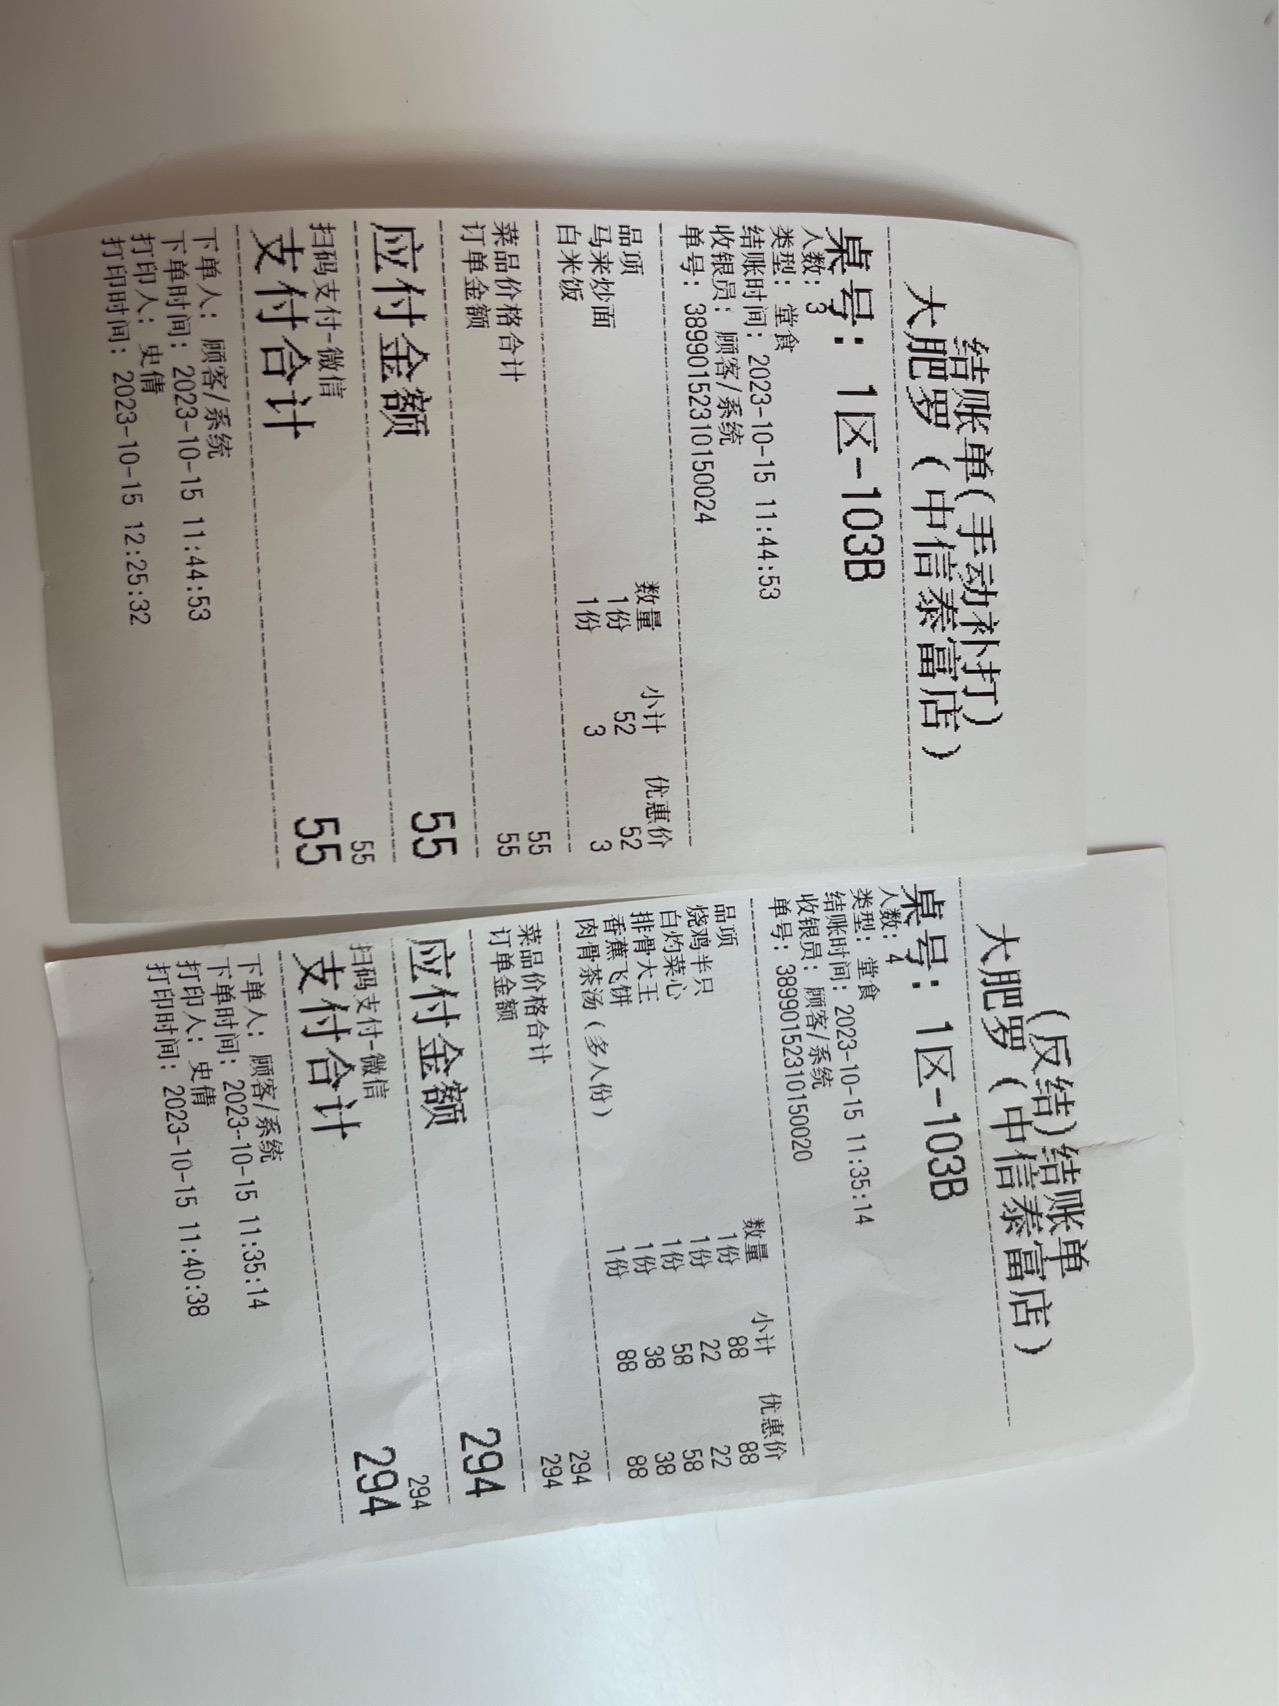 结账单(手动补打)
大肥罗(中信泰富店)
桌号: 1区-103B
人数: 3
类型: 堂食
结账时间: 2023-10-15 11:44:53
收银员: 顾客/系统
单号: 3899015231015​0024
品项 数量 小计 优惠价
马来炒面 1份 52 52
白米饭 1份 3 3
菜品价格合计 55
订单金额 55
应付金额 55
扫码支付-微信 55
支付合计 55
下单人: 顾客/系统
下单时间: 2023-10-15 11:44:53
打印人: 史倩
打印时间: 2023-10-15 12:25:32
(反结)结账单
大肥罗(中信泰富店)
桌号: 1区-103B
人数: 4
类型: 堂食
结账时间: 2023-10-15 11:35:14
收银员: 顾客/系统
单号: 38990152310150020
品项 数量 小计 优惠价
烧鸡半只 1份 88 88
白灼菜心 1份 22 22
排骨大王 1份 58 58
香蕉飞饼 1份 38 38
肉骨茶汤(多人份) 1份 88 88
菜品价格合计 294
订单金额 294
应付金额 294
扫码支付-微信 294
支付合计 294
下单人: 顾客/系统
下单时间: 2023-10-15 11:35:14
打印人: 史倩
打印时间: 2023-10-15 11:40:38